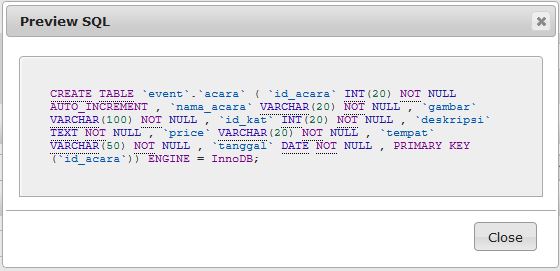 Preview SQL
CREATE TABLE `event`.`acara` ( `id_acara` INT(20) NOT NULL
AUTO_INCREMENT , `nama_acara` VARCHAR(20) NOT NULL , `gambar`
VARCHAR(100) NOT NULL , `id_kat` INT(20) NOT NULL , `deskripsi`
TEXT NOT NULL , `price` VARCHAR(20) NOT NULL , `tempat`
VARCHAR(50) NOT NULL , `tanggal` DATE NOT NULL , PRIMARY KEY
(`id_acara`)) ENGINE = InnoDB;
Close